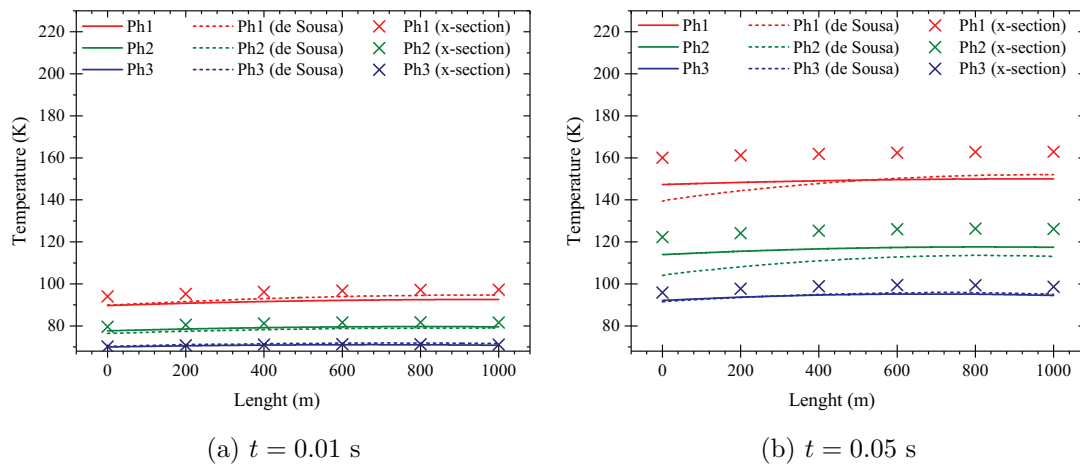 Ph1 Ph1 (de Sousa) Ph1 (x-section)
Ph2 Ph2 (de Sousa) Ph2 (x-section)
Ph3 Ph3 (de Sousa) Ph3 (x-section)
220
200
180
160
140
120
100
80
Temperature (K)
0 200 400 600 800 1000
Lenght (m)
(a) t = 0.01 s
Ph1 Ph1 (de Sousa) Ph1 (x-section)
Ph2 Ph2 (de Sousa) Ph2 (x-section)
Ph3 Ph3 (de Sousa) Ph3 (x-section)
220
200
180
160
140
120
100
80
Temperature (K)
0 200 400 600 800 1000
Lenght (m)
(b) t = 0.05 s